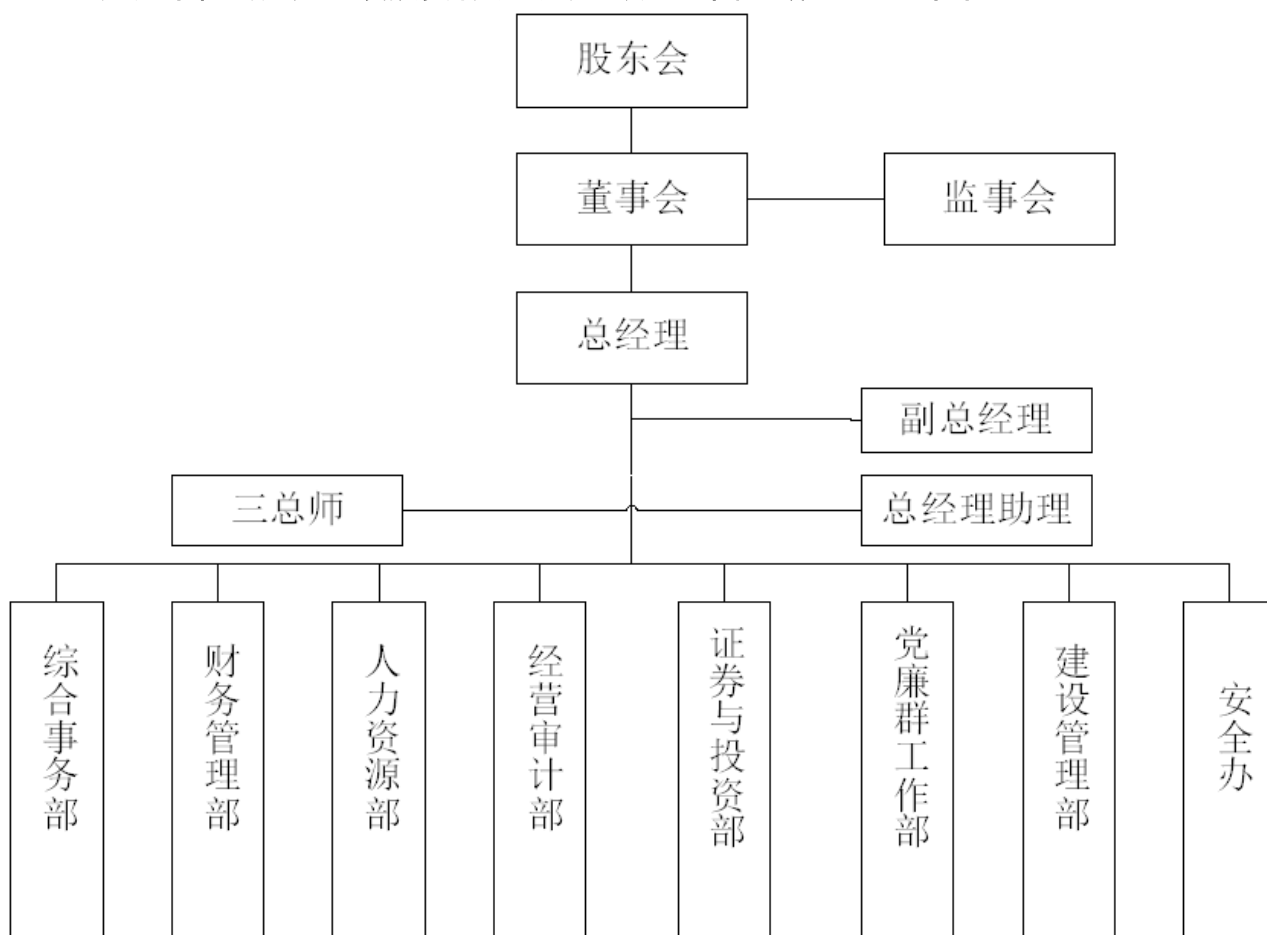 股东会
董事会
监事会
总经理
副总经理
三总师
总经理助理
综合事务部
财务管理部
人力资源部
经营审计部
证券与投资部
党廉群工作部
建设管理部
安全办